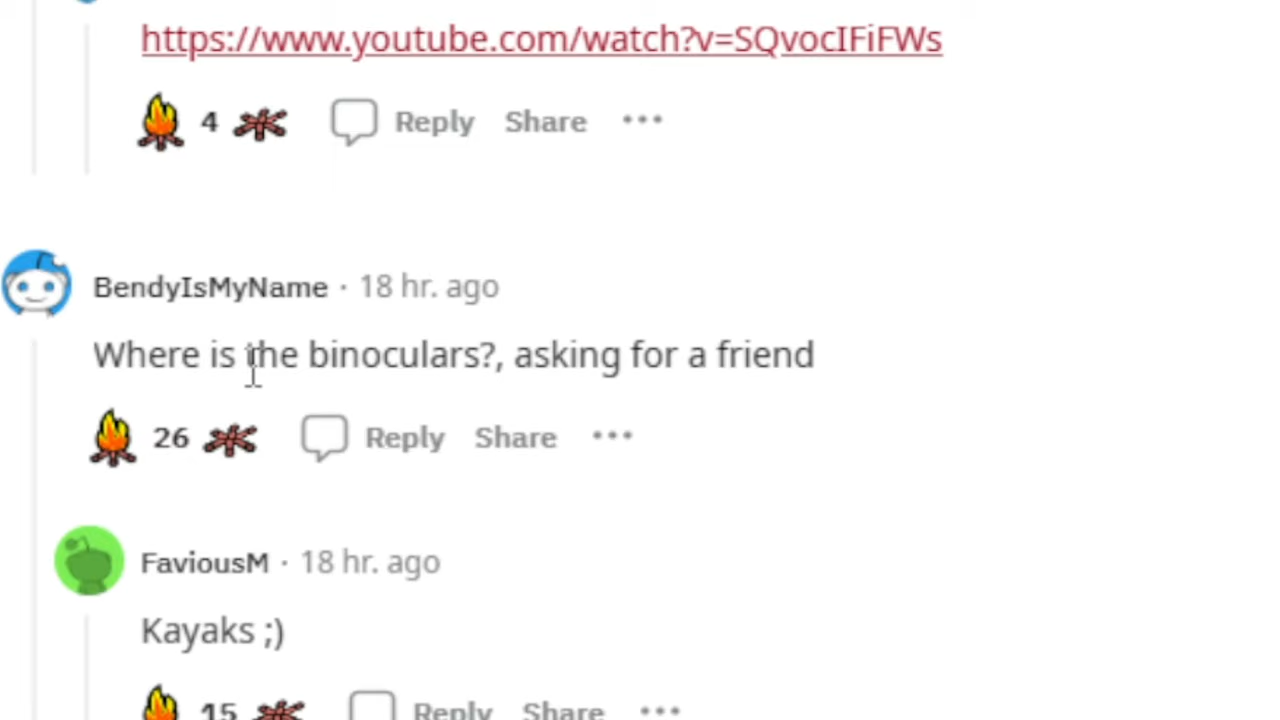 https://www.youtube.com/watch?v=SQvocIFiFWs
4 Reply Share
BendyIsMyName · 18 hr. ago
Where is the binoculars?, asking for a friend
26 Reply Share
FaviousM · 18 hr. ago
Kayaks ;)
15 Reply Share